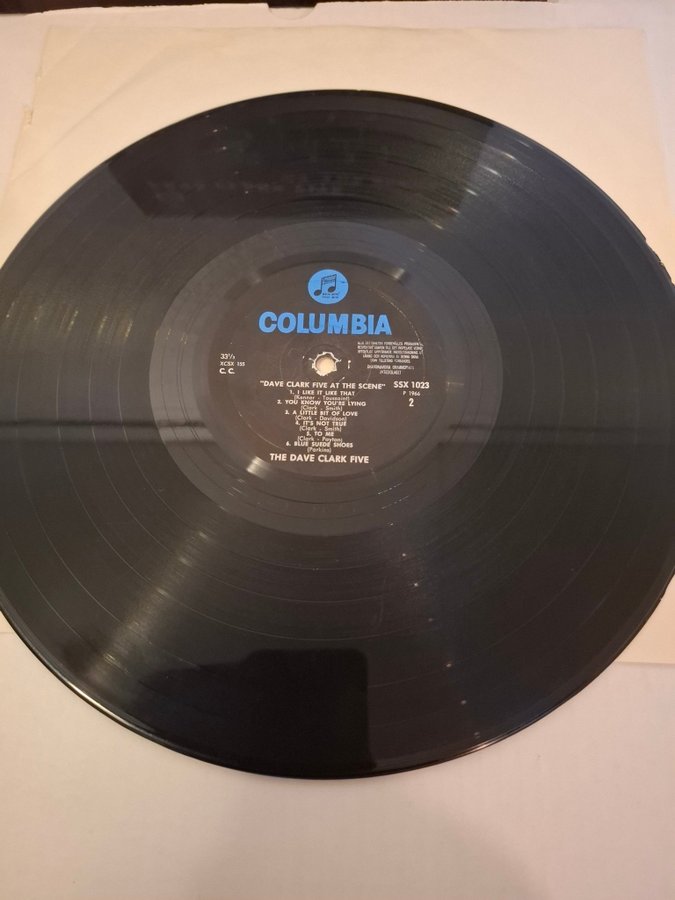 COLUMBIA
33⅓
XCSX 155
C. C.
"DAVE CLARK FIVE AT THE SCENE"
SSX 1023
P 1966
2
1. I LIKE IT LIKE THAT
(Kenner - Toussaint)
2. YOU KNOW YOU'RE LYING
(Clark - Smith)
3. A LITTLE BIT OF LOVE
(Clark - Davidson)
4. IT'S NOT TRUE
(Clark - Smith)
5. TO ME
(Clark - Payton)
6. BLUE SUEDE SHOES
(Perkins)
THE DAVE CLARK FIVE